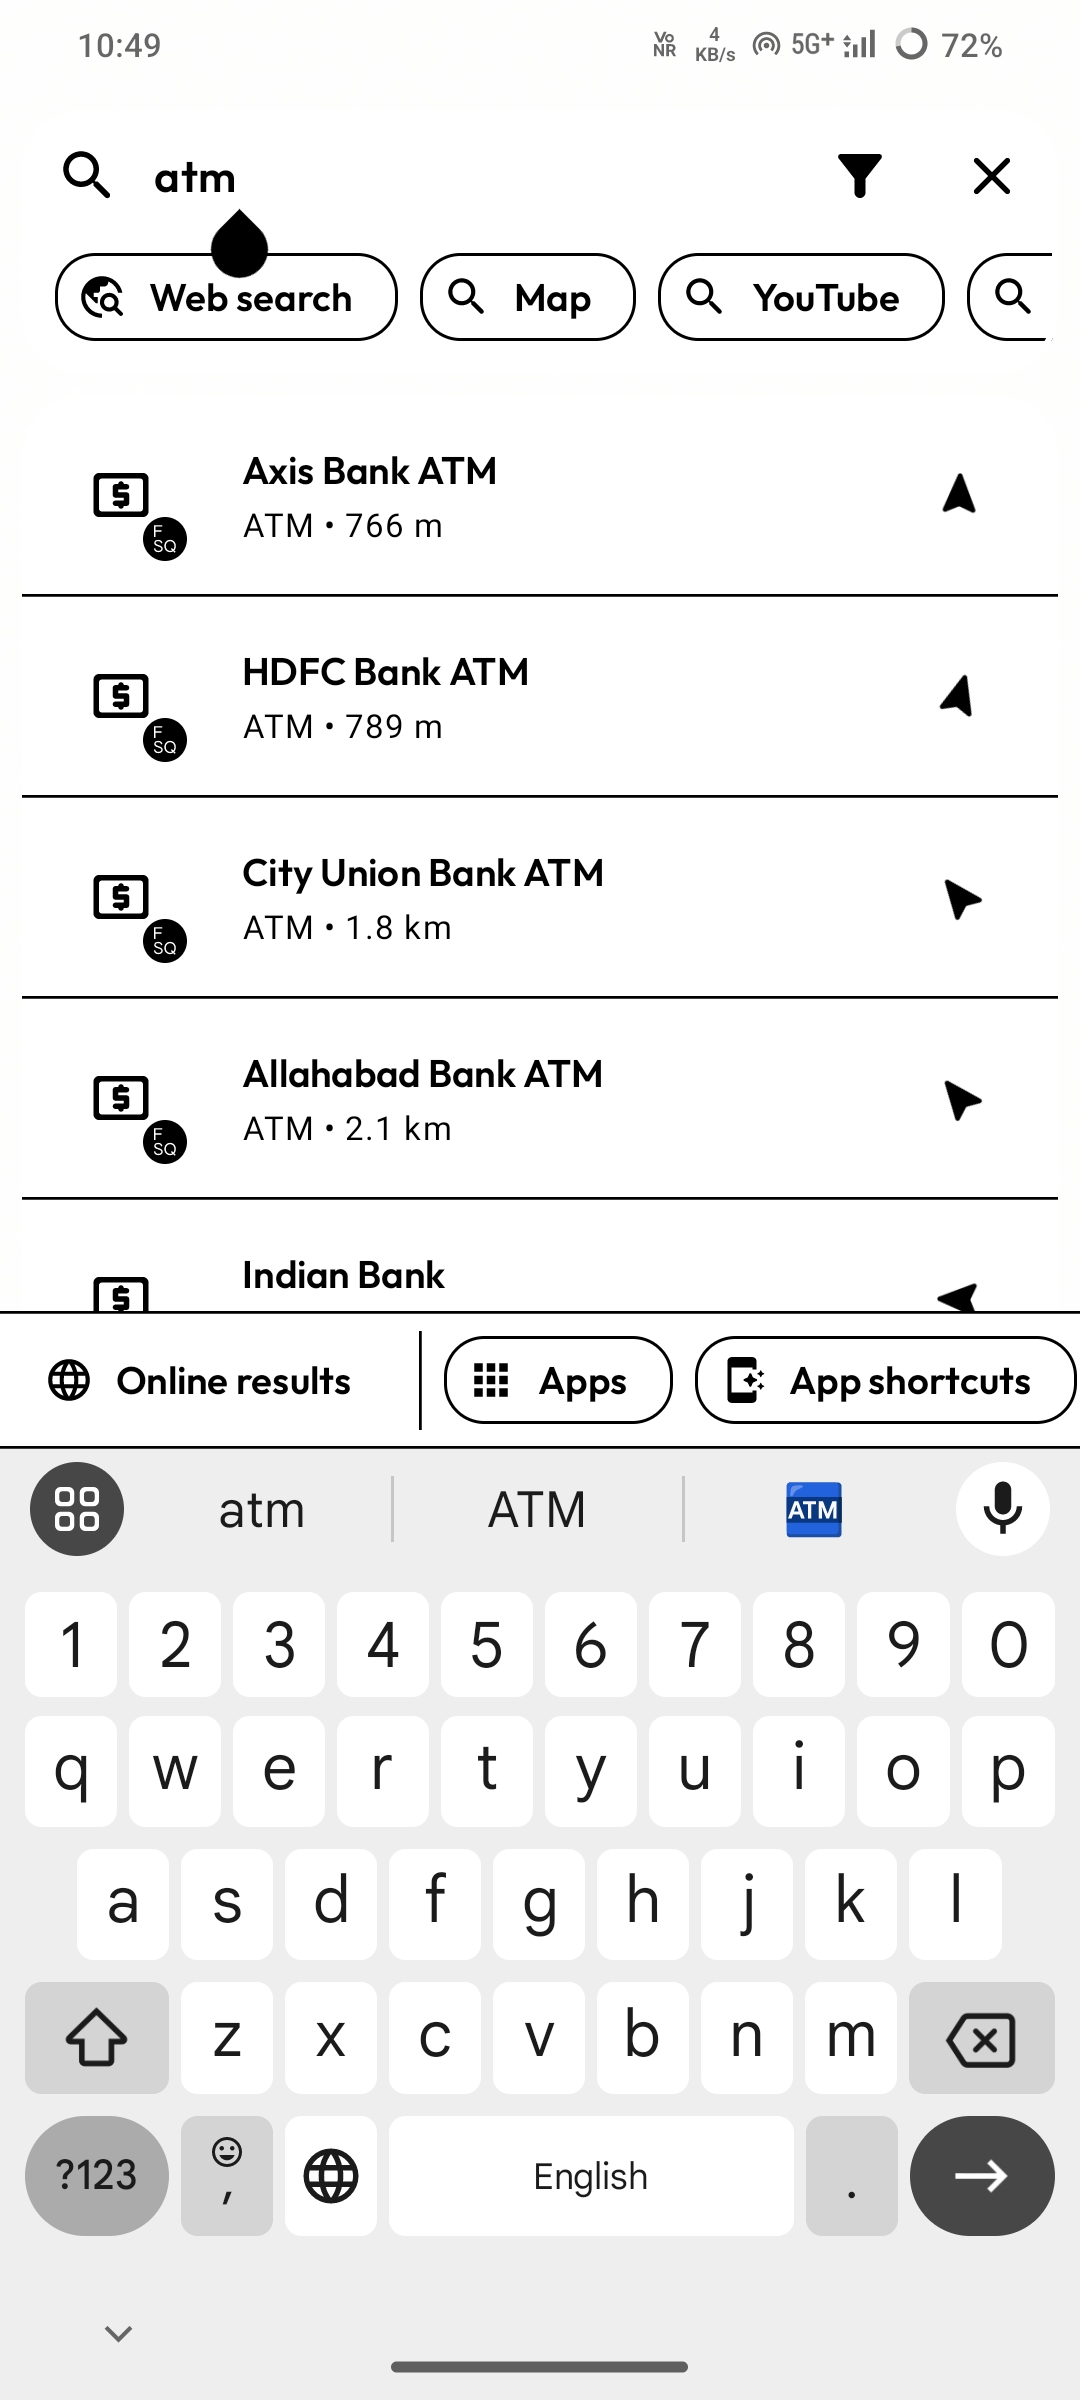 10:49
Vo NR 4 KB/s 5G+ 72%
atm
Web search Map YouTube
Axis Bank ATM
ATM • 766 m
F SQ
HDFC Bank ATM
ATM • 789 m
F SQ
City Union Bank ATM
ATM • 1.8 km
F SQ
Allahabad Bank ATM
ATM • 2.1 km
F SQ
Indian Bank
Online results Apps App shortcuts
atm ATM ATM
1 2 3 4 5 6 7 8 9 0
q w e r t y u i o p
a s d f g h j k l
z x c v b n m
?123 , English .